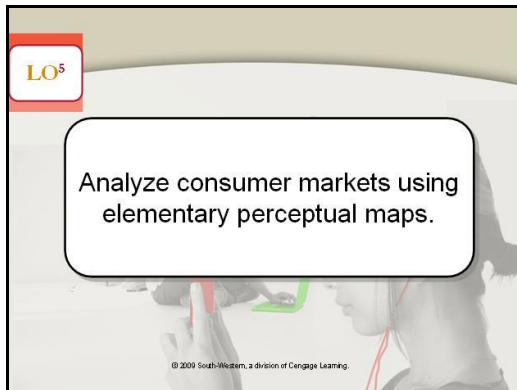 LO5
Analyze consumer markets using
elementary perceptual maps.
© 2009 South-Western, a division of Cengage Learning.